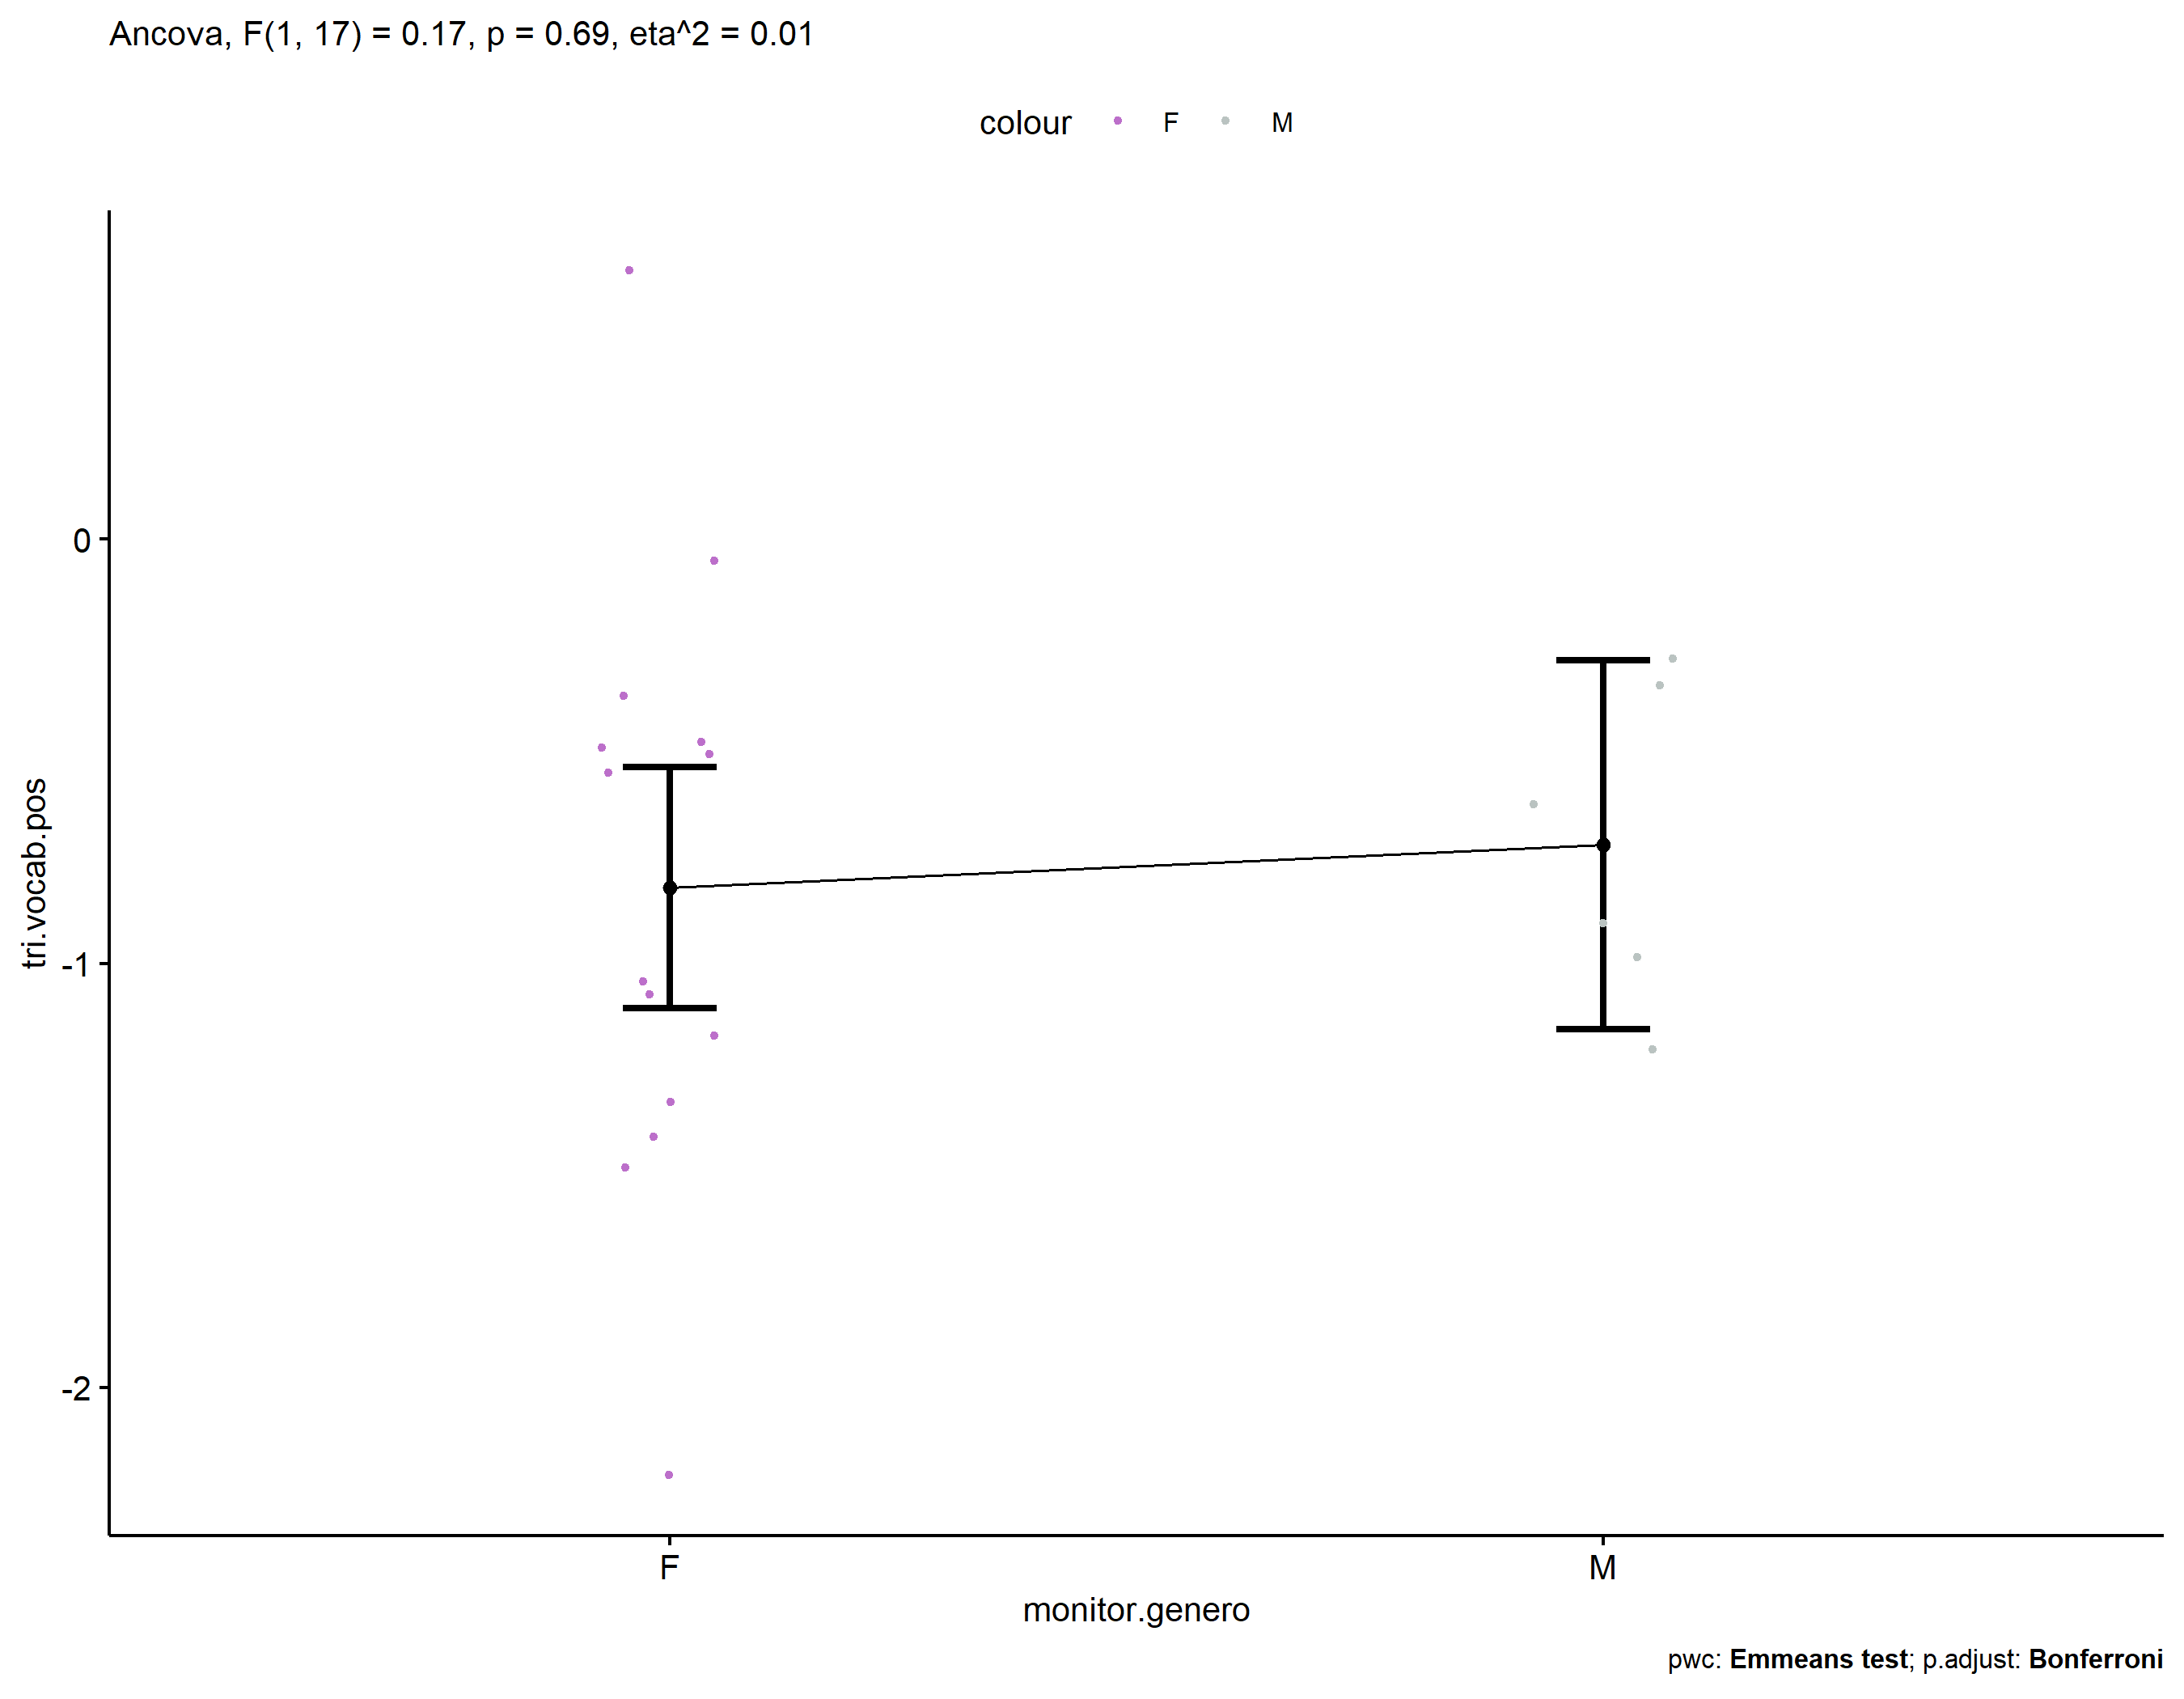 Ancova, F(1, 17) = 0.17, p = 0.69, eta^2 = 0.01
colour F M
0
-1
-2
tri.vocab.pos
F M
monitor.genero
pwc: Emmeans test; p.adjust: Bonferroni